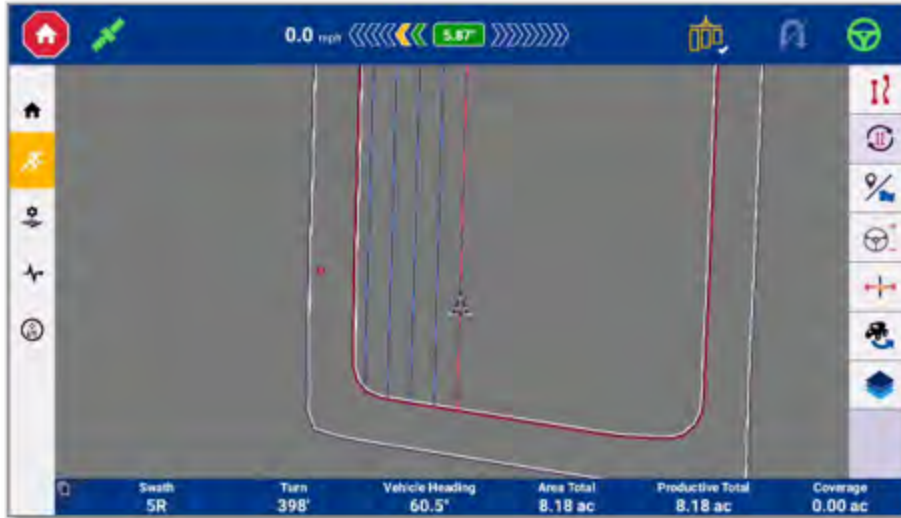 0.0 mph 5.87"
Swath Turn Vehicle Heading Area Total Productive Total Coverage
5R 398' 60.5° 8.18 ac 8.18 ac 0.00 ac